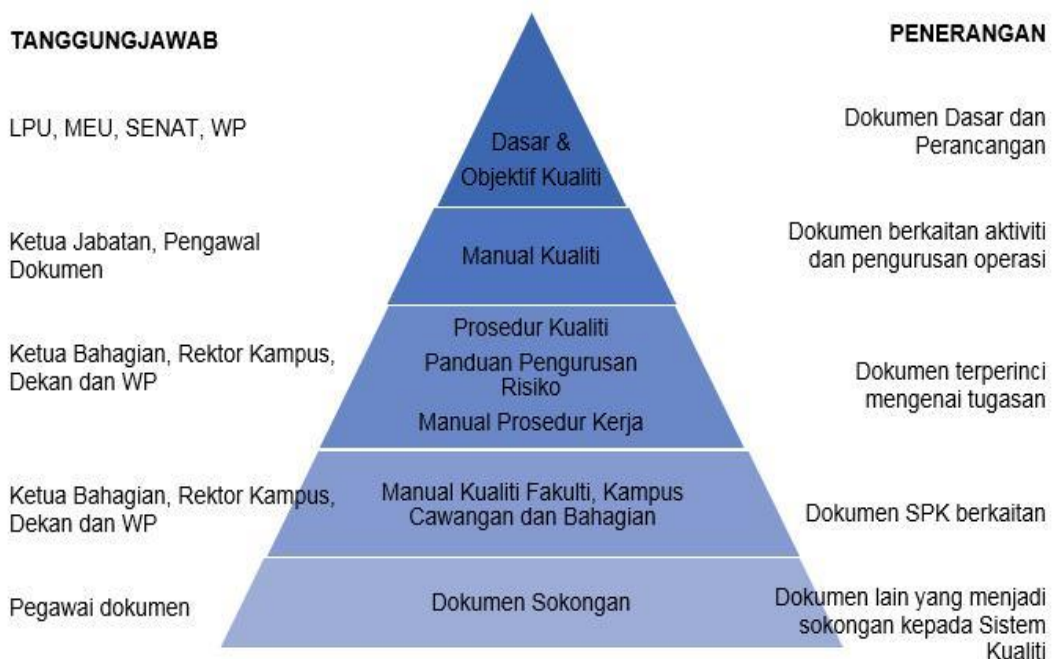 TANGGUNGJAWAB
PENERANGAN
LPU, MEU, SENAT, WP
Dasar &
Objektif Kualiti
Dokumen Dasar dan
Perancangan
Ketua Jabatan, Pengawal
Dokumen
Manual Kualiti
Dokumen berkaitan aktiviti
dan pengurusan operasi
Ketua Bahagian, Rektor Kampus,
Dekan dan WP
Prosedur Kualiti
Panduan Pengurusan
Risiko
Manual Prosedur Kerja
Dokumen terperinci
mengenai tugasan
Ketua Bahagian, Rektor Kampus,
Dekan dan WP
Manual Kualiti Fakulti, Kampus
Cawangan dan Bahagian
Dokumen SPK berkaitan
Pegawai dokumen
Dokumen Sokongan
Dokumen lain yang menjadi
sokongan kepada Sistem
Kualiti